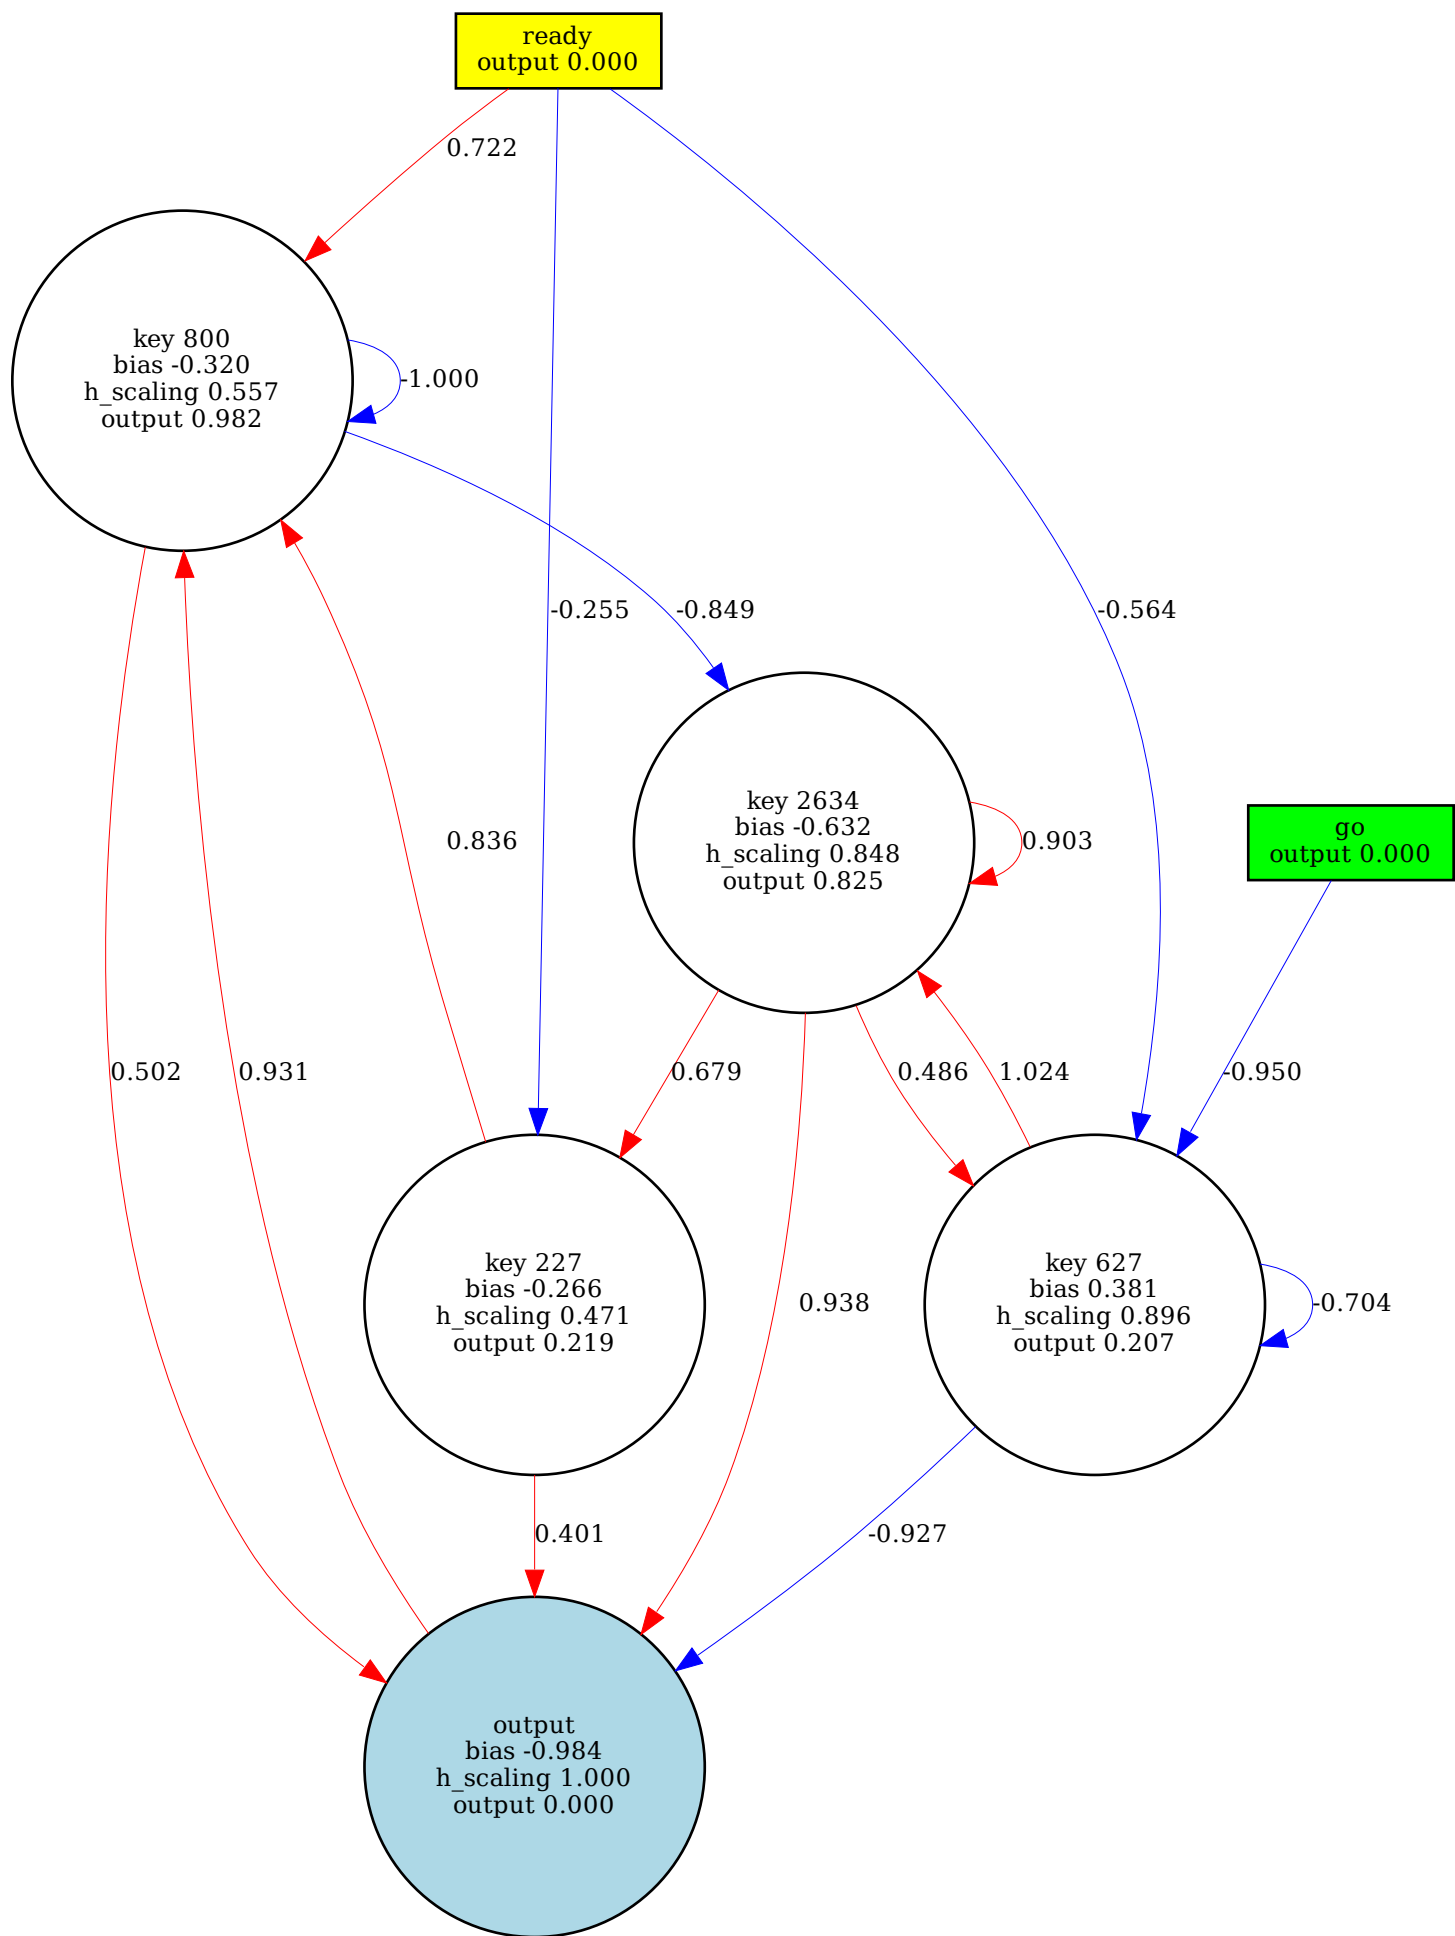 ready
output 0.000
0.722
key 800
bias -0.320
h_scaling 0.557
output 0.982
-1.000
-0.255
-0.849
-0.564
key 2634
bias -0.632
h_scaling 0.848
output 0.825
0.903
0.836
go
output 0.000
0.502
0.931
0.679
0.486
1.024
-0.950
key 227
bias -0.266
h_scaling 0.471
output 0.219
0.938
key 627
bias 0.381
h_scaling 0.896
output 0.207
-0.704
0.401
-0.927
output
bias -0.984
h_scaling 1.000
output 0.000